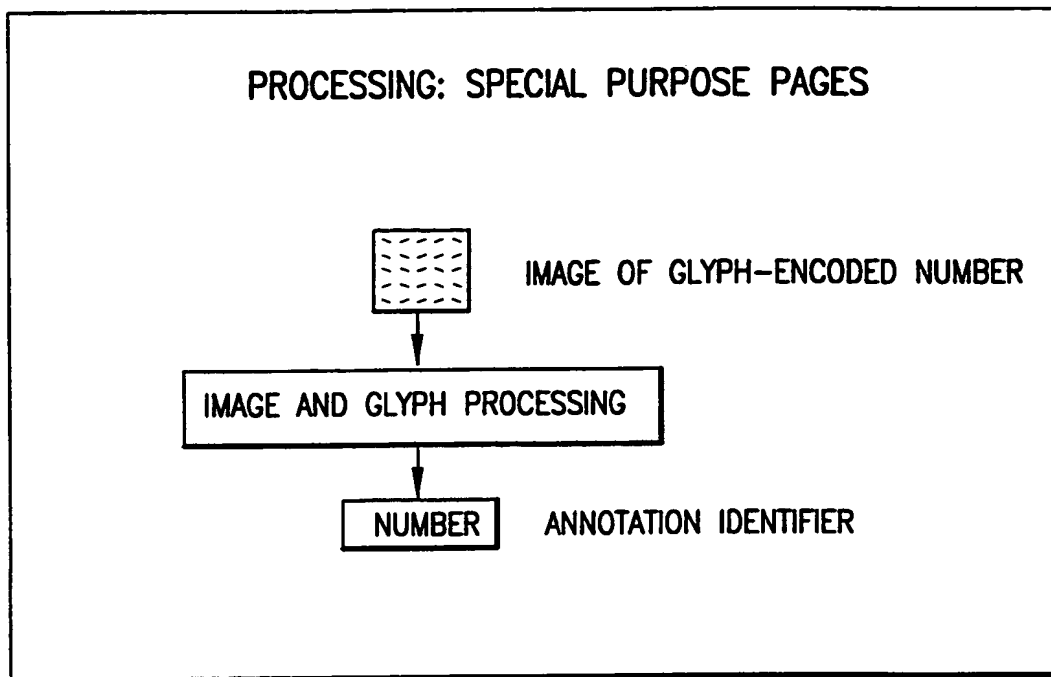 PROCESSING: SPECIAL PURPOSE PAGES
IMAGE OF GLYPH-ENCODED NUMBER
IMAGE AND GLYPH PROCESSING
NUMBER
ANNOTATION IDENTIFIER